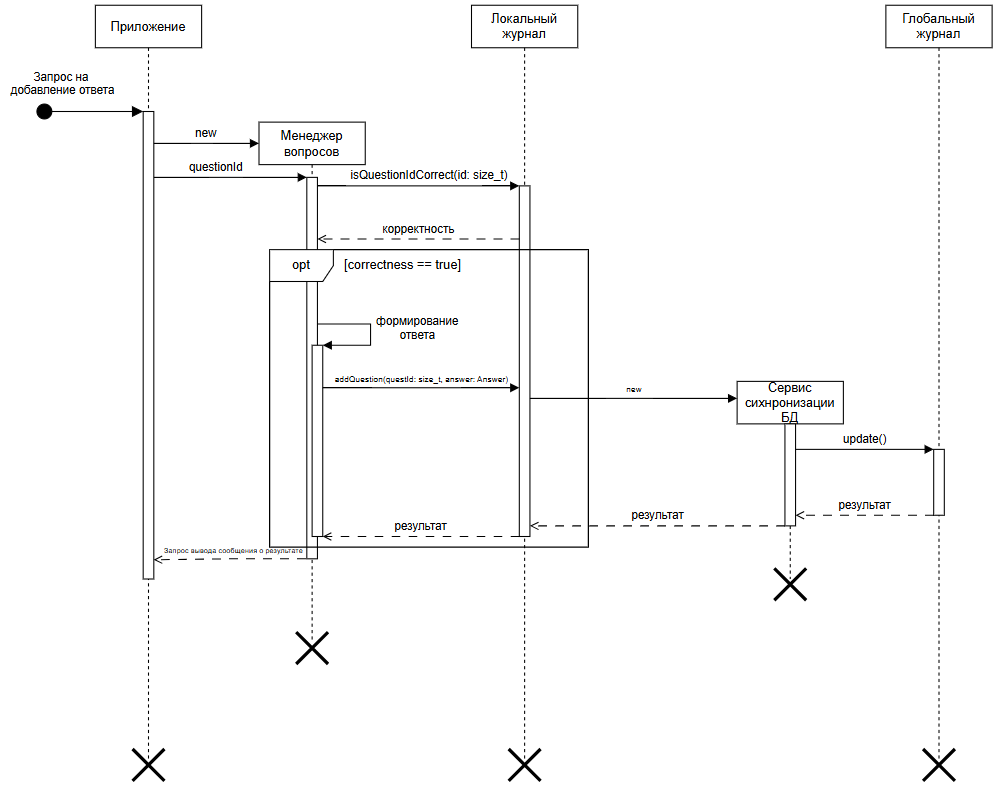 Приложение
Локальный
журнал
Глобальный
журнал
Запрос на
добавление ответа
new
Менеджер
вопросов
questionId
isQuestionIdCorrect(id: size_t)
корректность
opt
[correctness == true]
формирование
ответа
addQuestion(questId: size_t, answer: Answer)
new
Сервис
сихнронизации
БД
update()
результат
результат
результат
Запрос вывода сообщения о результате